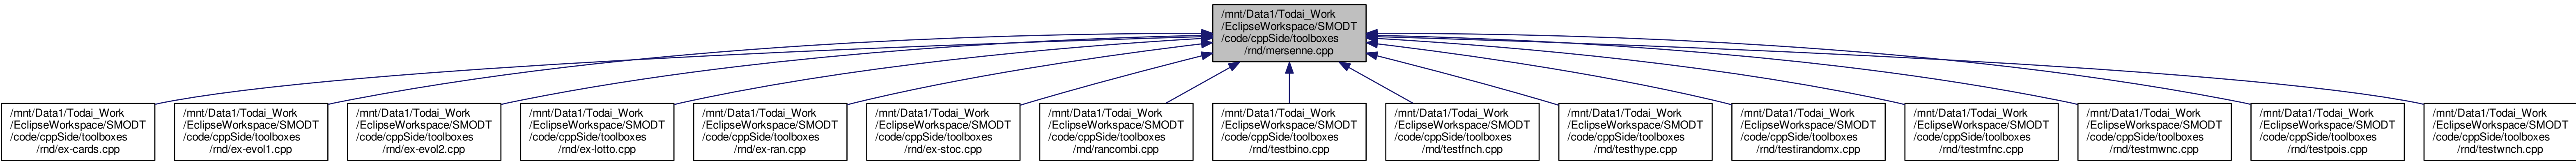 /mnt/Data1/Todai_Work
/EclipseWorkspace/SMODT
/code/cppSide/toolboxes
/rnd/mersenne.cpp
/mnt/Data1/Todai_Work
/EclipseWorkspace/SMODT
/code/cppSide/toolboxes
/rnd/ex-cards.cpp
/mnt/Data1/Todai_Work
/EclipseWorkspace/SMODT
/code/cppSide/toolboxes
/rnd/ex-evol1.cpp
/mnt/Data1/Todai_Work
/EclipseWorkspace/SMODT
/code/cppSide/toolboxes
/rnd/ex-evol2.cpp
/mnt/Data1/Todai_Work
/EclipseWorkspace/SMODT
/code/cppSide/toolboxes
/rnd/ex-lotto.cpp
/mnt/Data1/Todai_Work
/EclipseWorkspace/SMODT
/code/cppSide/toolboxes
/rnd/ex-ran.cpp
/mnt/Data1/Todai_Work
/EclipseWorkspace/SMODT
/code/cppSide/toolboxes
/rnd/ex-stoc.cpp
/mnt/Data1/Todai_Work
/EclipseWorkspace/SMODT
/code/cppSide/toolboxes
/rnd/rancombi.cpp
/mnt/Data1/Todai_Work
/EclipseWorkspace/SMODT
/code/cppSide/toolboxes
/rnd/testbino.cpp
/mnt/Data1/Todai_Work
/EclipseWorkspace/SMODT
/code/cppSide/toolboxes
/rnd/testfnch.cpp
/mnt/Data1/Todai_Work
/EclipseWorkspace/SMODT
/code/cppSide/toolboxes
/rnd/testhype.cpp
/mnt/Data1/Todai_Work
/EclipseWorkspace/SMODT
/code/cppSide/toolboxes
/rnd/testirandomx.cpp
/mnt/Data1/Todai_Work
/EclipseWorkspace/SMODT
/code/cppSide/toolboxes
/rnd/testmfnc.cpp
/mnt/Data1/Todai_Work
/EclipseWorkspace/SMODT
/code/cppSide/toolboxes
/rnd/testmwnc.cpp
/mnt/Data1/Todai_Work
/EclipseWorkspace/SMODT
/code/cppSide/toolboxes
/rnd/testpois.cpp
/mnt/Data1/Todai_Work
/EclipseWorkspace/SMODT
/code/cppSide/toolboxes
/rnd/testwnch.cpp